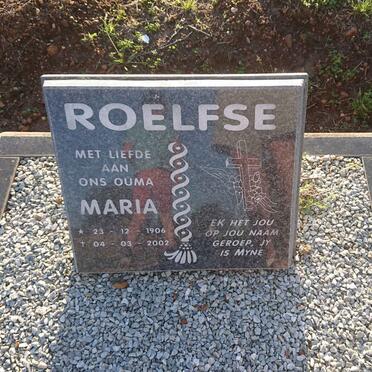 ROELFSE
MET LIEFDE
AAN
ONS OUMA
MARIA
* 23 - 12 - 1906
† 04 - 03 - 2002
EK HET JOU
OP JOU NAAM
GEROEP, JY
IS MYNE